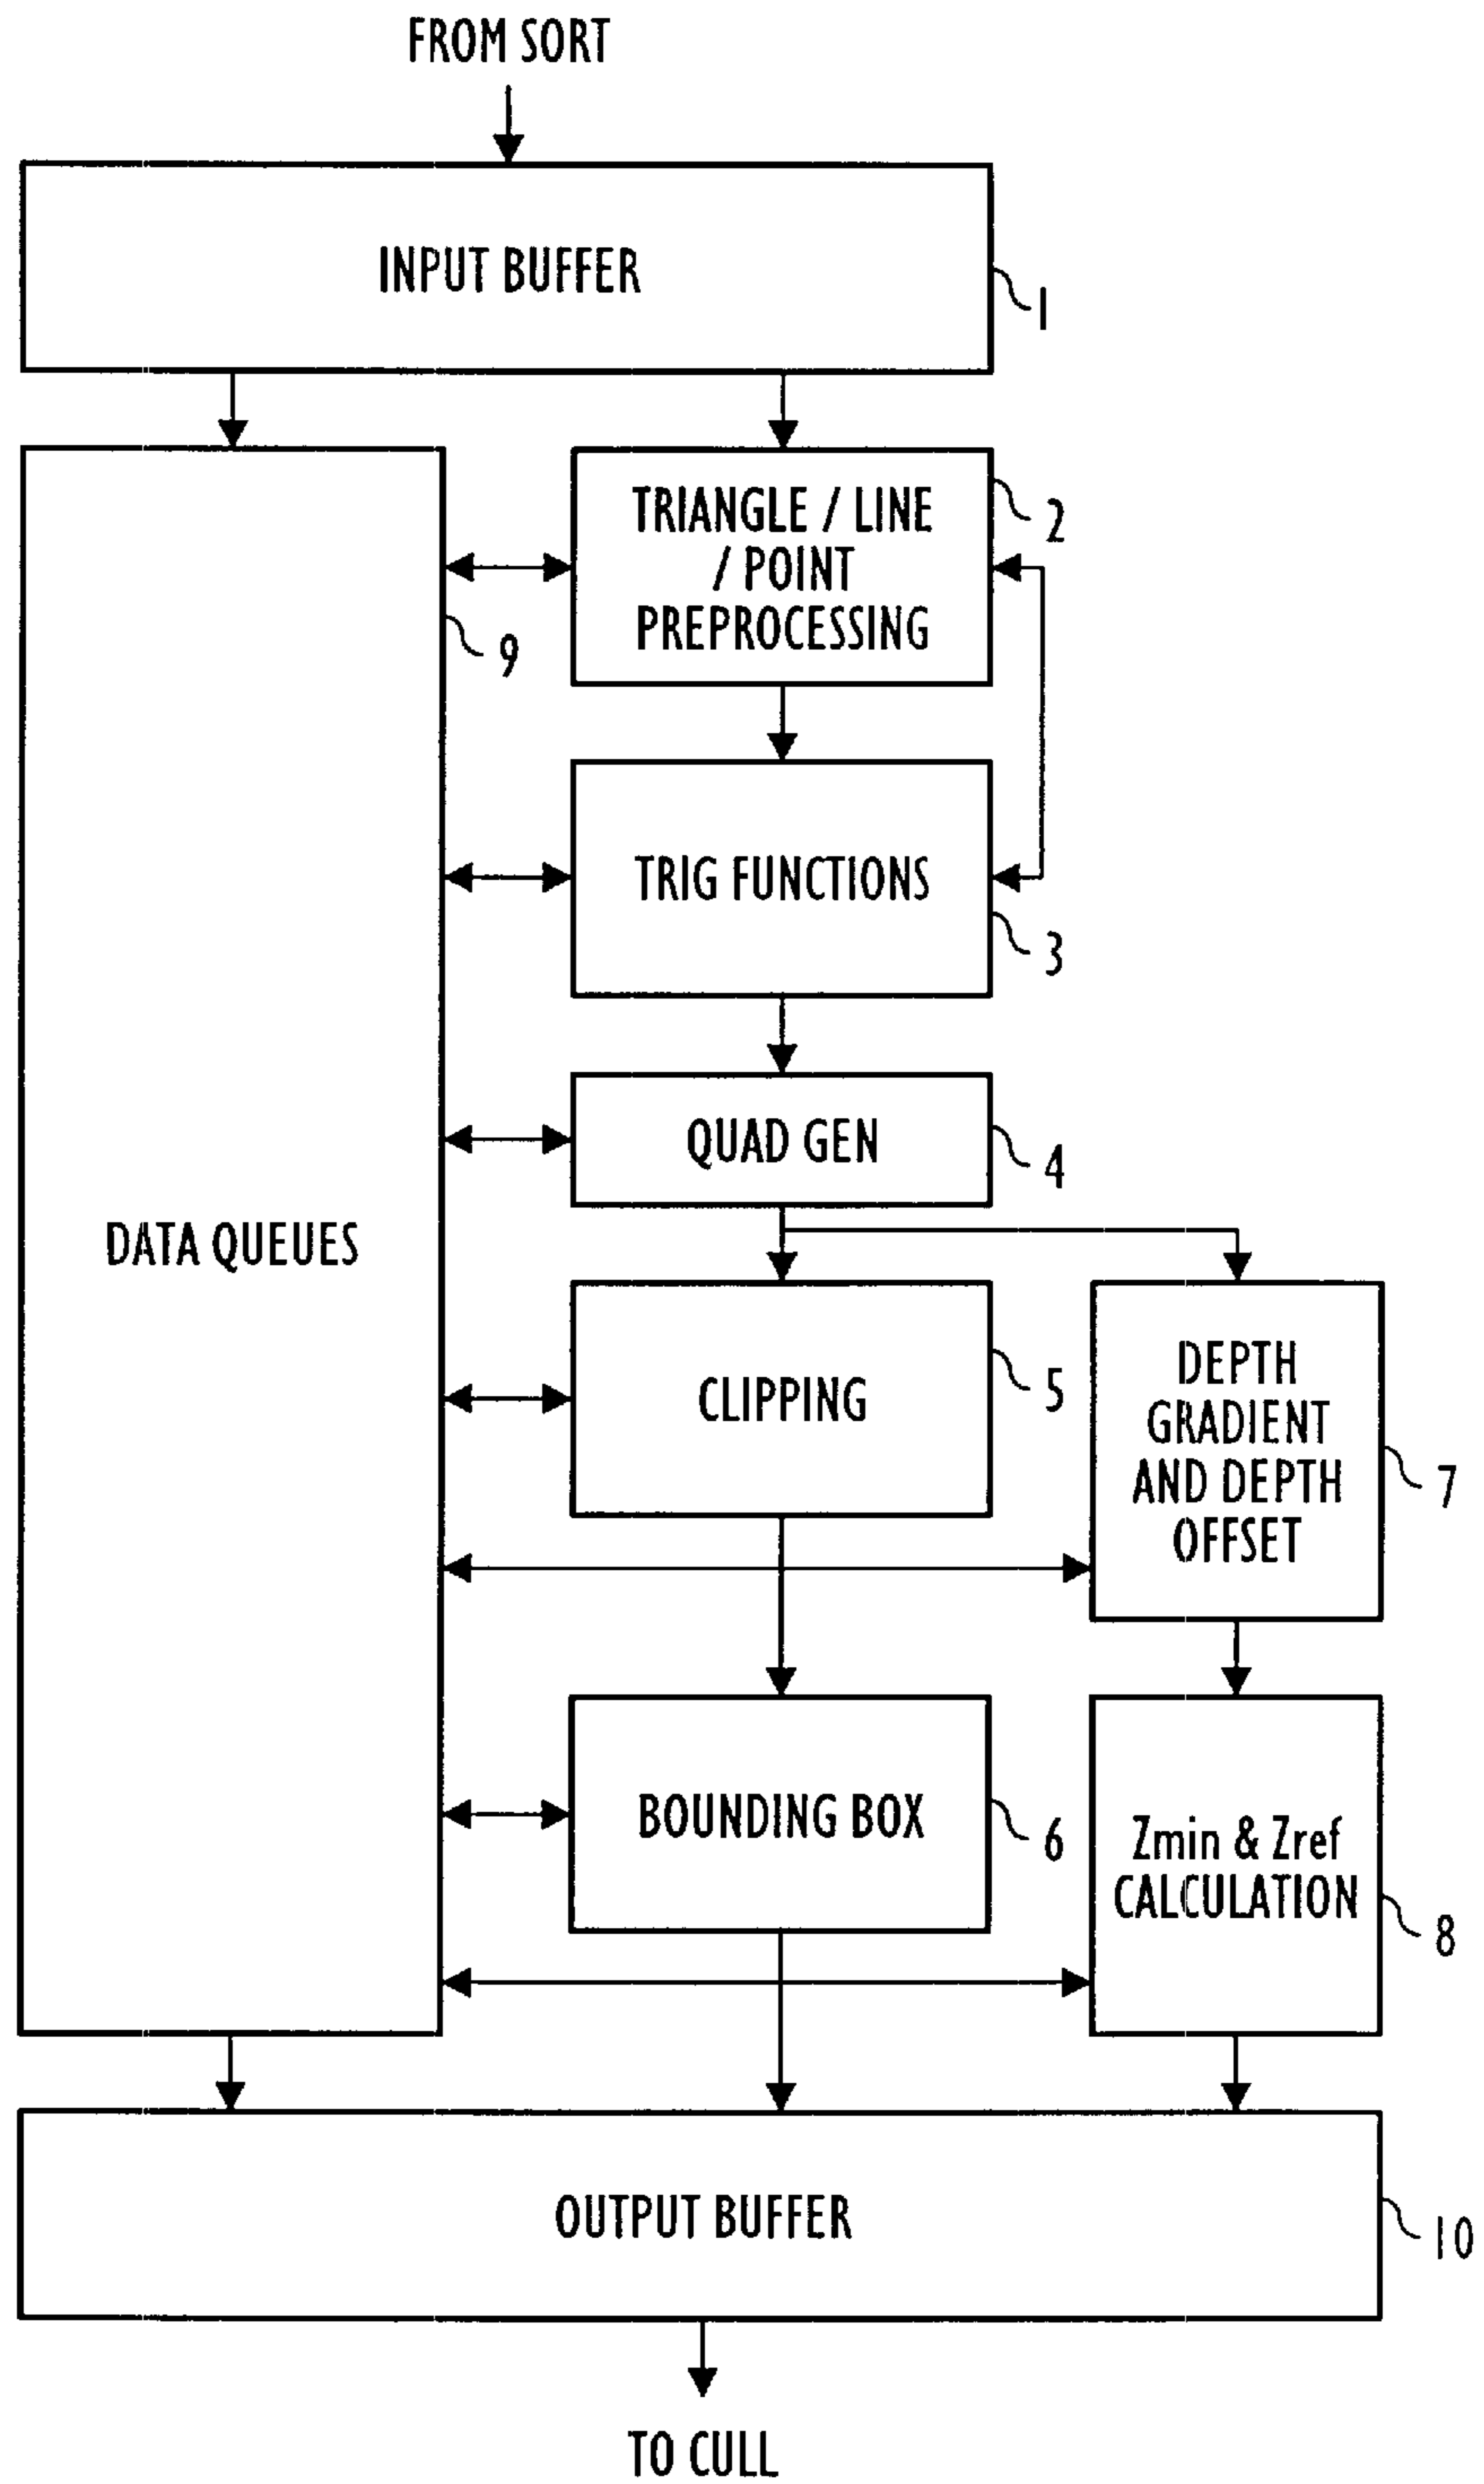 FROM SORT
INPUT BUFFER
1
TRIANGLE / LINE
/ POINT
PREPROCESSING
2
9
TRIG FUNCTIONS
3
QUAD GEN
4
DATA QUEUES
CLIPPING
5
DEPTH
GRADIENT
AND DEPTH
OFFSET
7
BOUNDING BOX
6
Zmin & Zref
CALCULATION
8
OUTPUT BUFFER
10
TO CULL